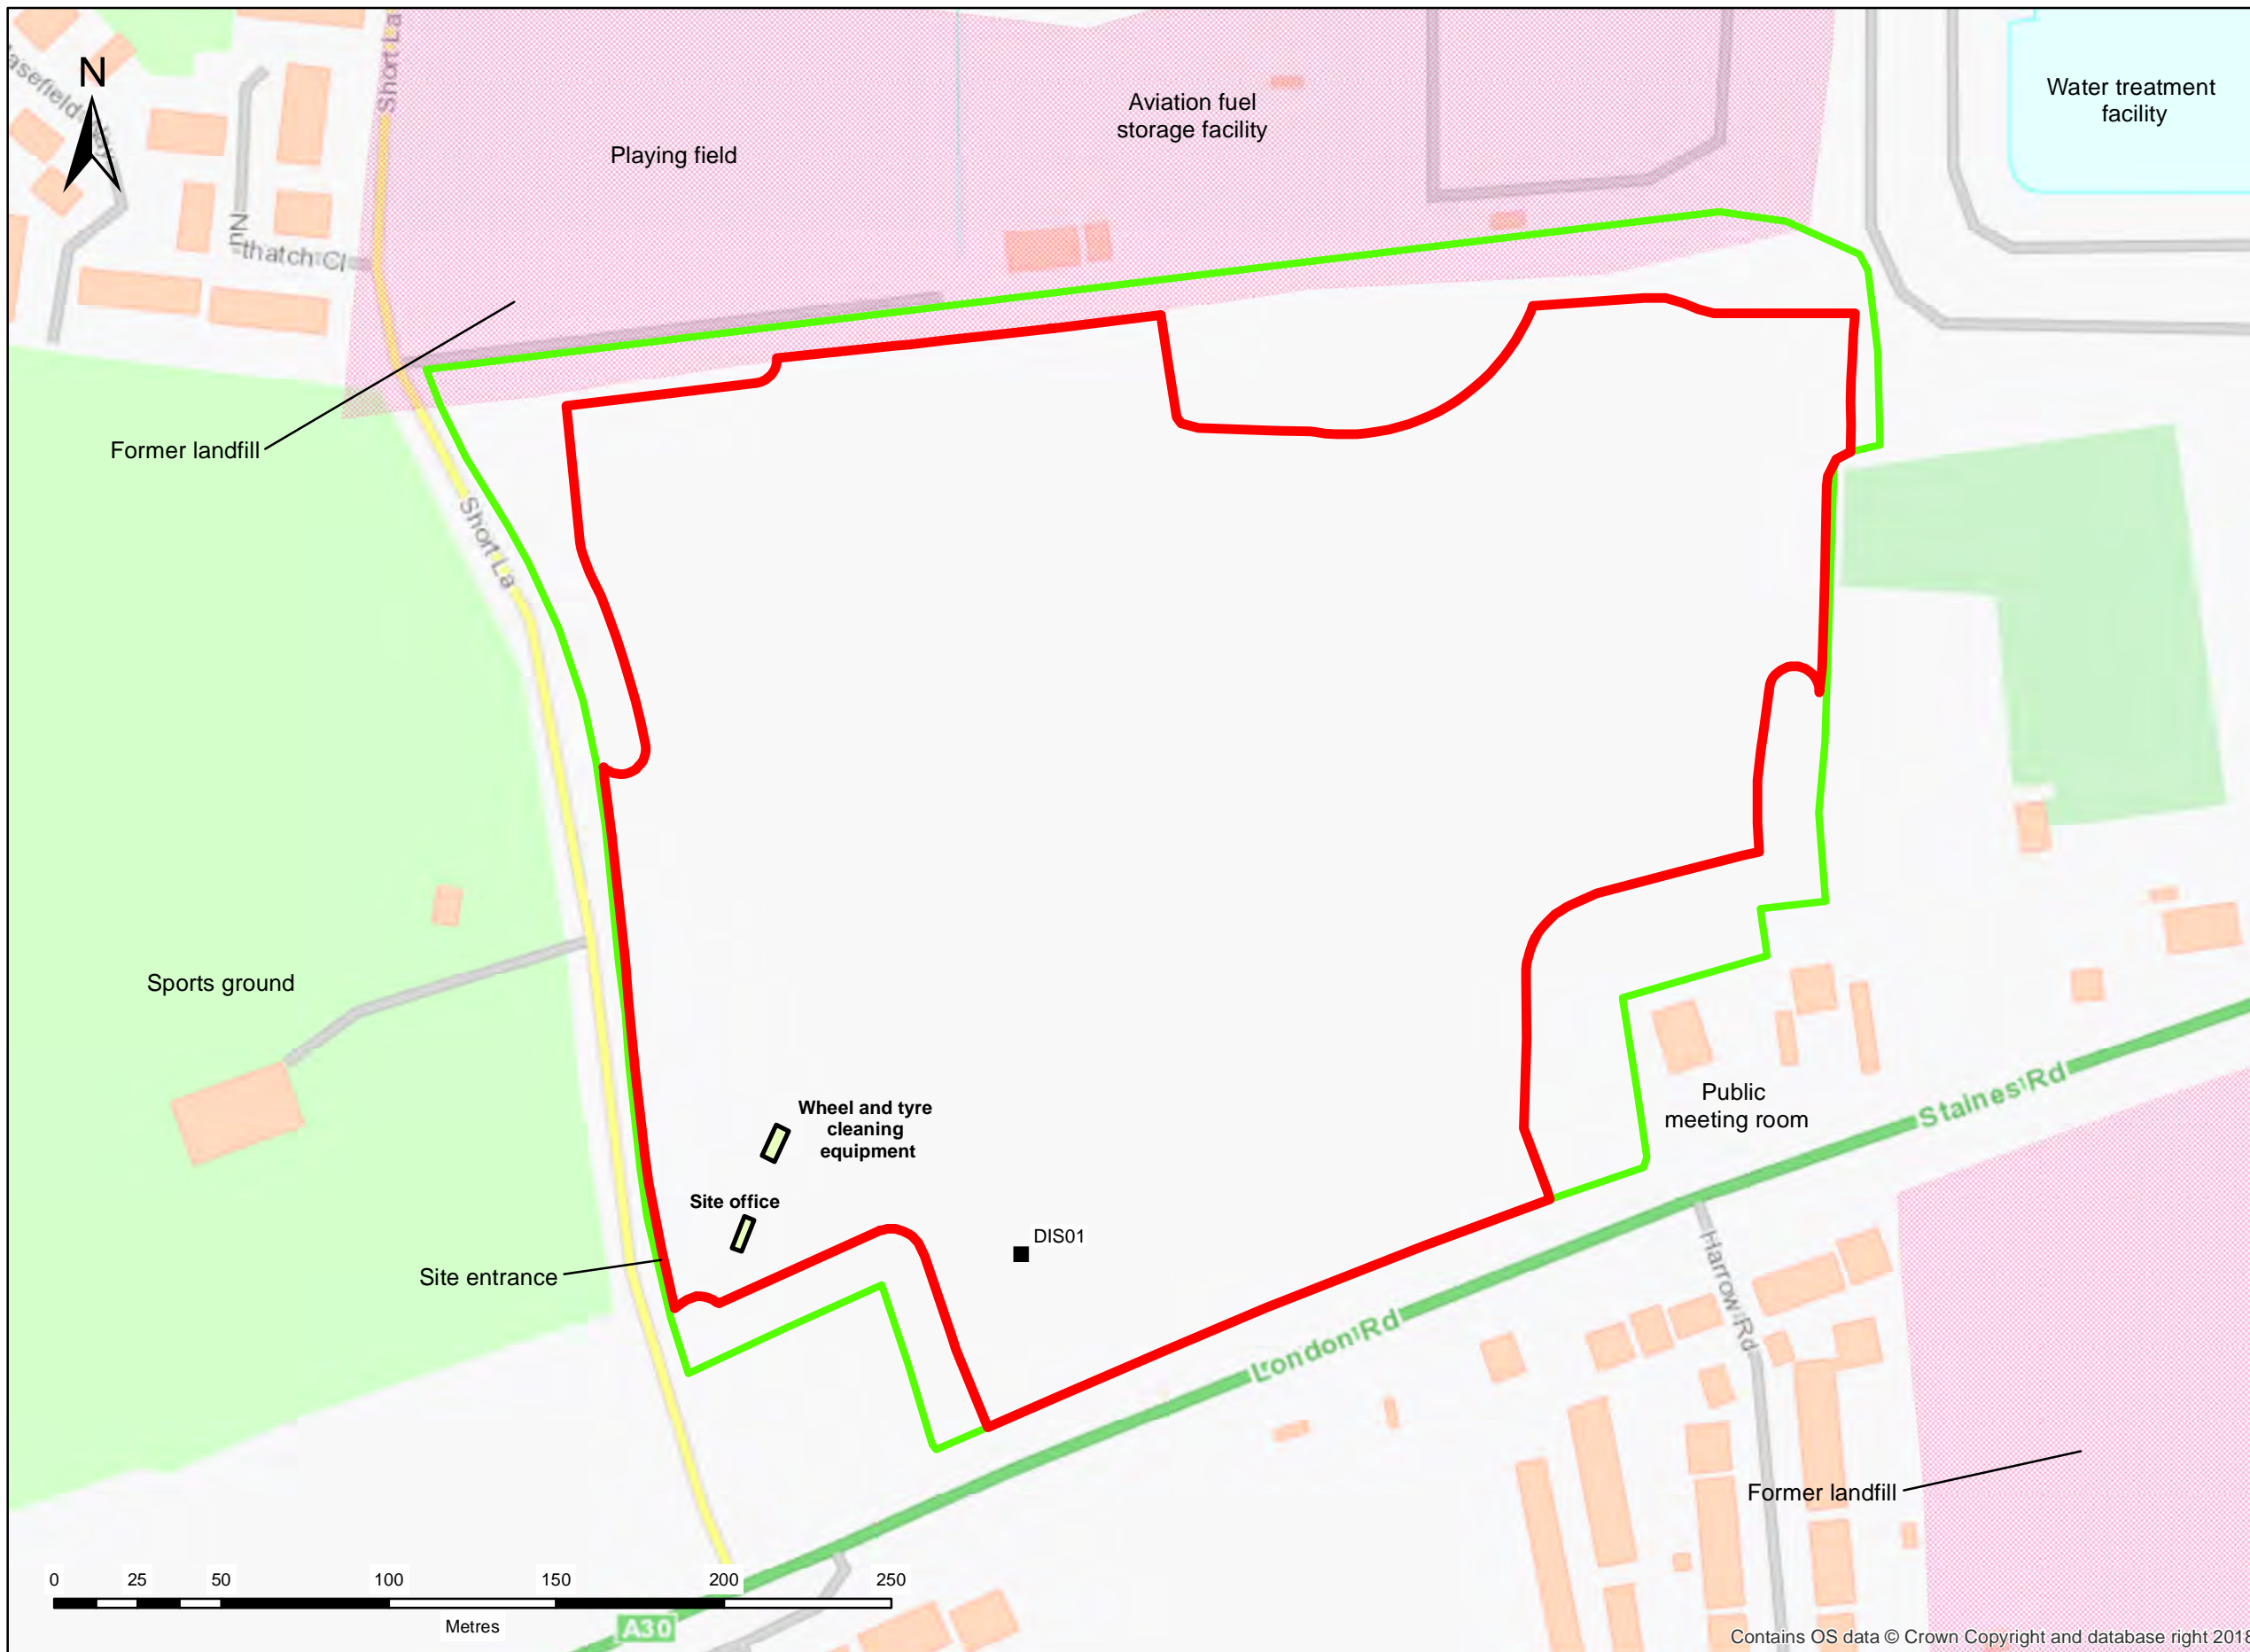 N
Short La
Playing field
Aviation fuel
storage facility
Water treatment
facility
thatch Cl
Former landfill
Short La
Sports ground
Wheel and tyre
cleaning
equipment
Site office
DIS01
Site entrance
Public
meeting room
Staines Rd
London Rd
Harrow Rd
Former landfill
0 25 50 100 150 200 250
Metres
A30
Contains OS data © Crown Copyright and database right 2018